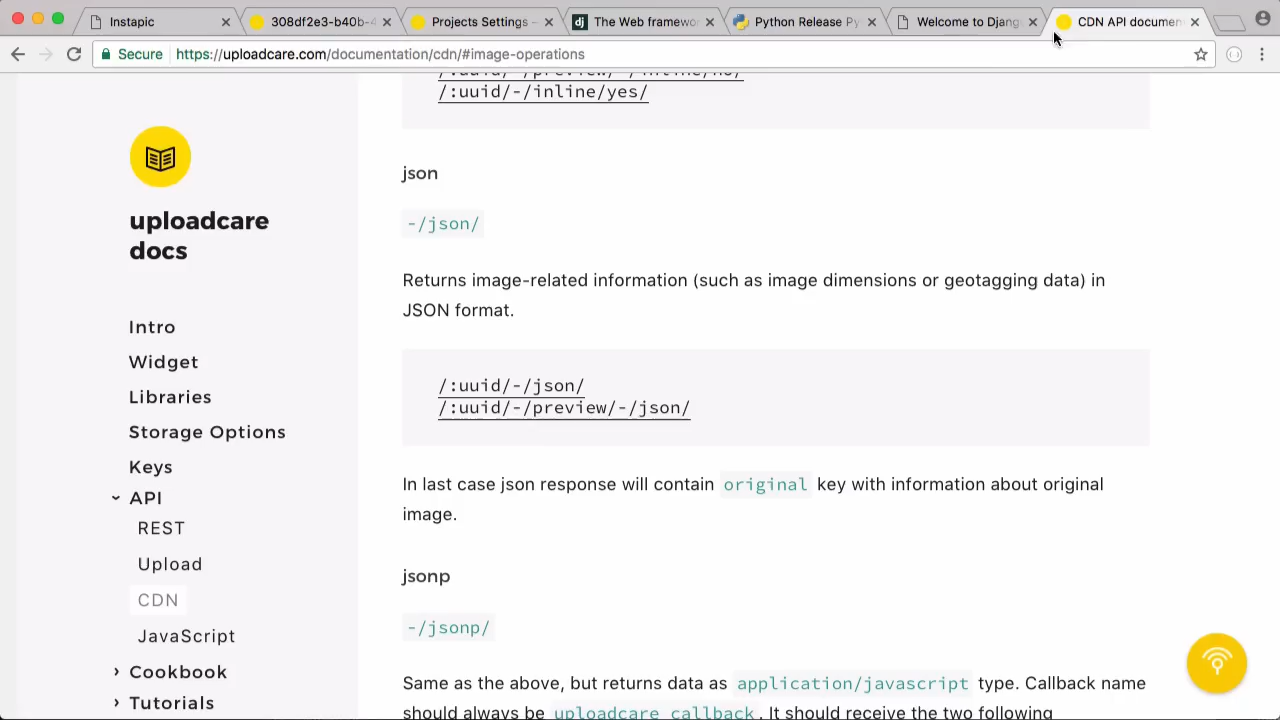 Instapic
308df2e3-b40b-4
Projects Settings –
The Web framewo
Python Release Py
Welcome to Djang
CDN API documen
Secure https://uploadcare.com/documentation/cdn/#image-operations
/:uuid/-/preview/-/inline/no/
/:uuid/-/inline/yes/
uploadcare
docs
Intro
Widget
Libraries
Storage Options
Keys
API
REST
Upload
CDN
JavaScript
Cookbook
Tutorials
json
-/json/
Returns image-related information (such as image dimensions or geotagging data) in
JSON format.
/:uuid/-/json/
/:uuid/-/preview/-/json/
In last case json response will contain original key with information about original
image.
jsonp
-/jsonp/
Same as the above, but returns data as application/javascript type. Callback name
should always be uploadcare_callback. It should receive the two following